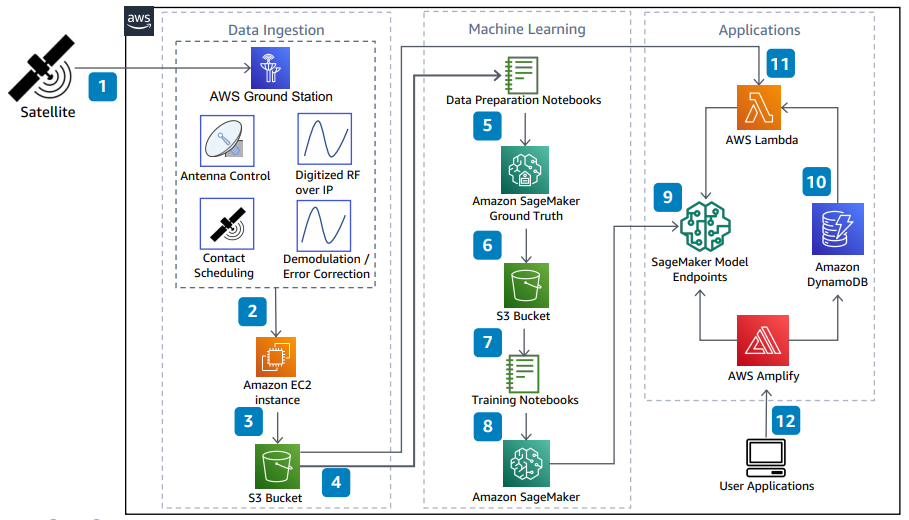 aws
Data Ingestion
Machine Learning
Applications
Satellite
1
AWS Ground Station
Antenna Control
Digitized RF
over IP
Contact
Scheduling
Demodulation /
Error Correction
2
Amazon EC2
instance
3
S3 Bucket
4
Data Preparation Notebooks
5
Amazon SageMaker
Ground Truth
6
S3 Bucket
7
Training Notebooks
8
Amazon SageMaker
11
AWS Lambda
10
9
SageMaker Model
Endpoints
Amazon
DynamoDB
AWS Amplify
12
User Applications